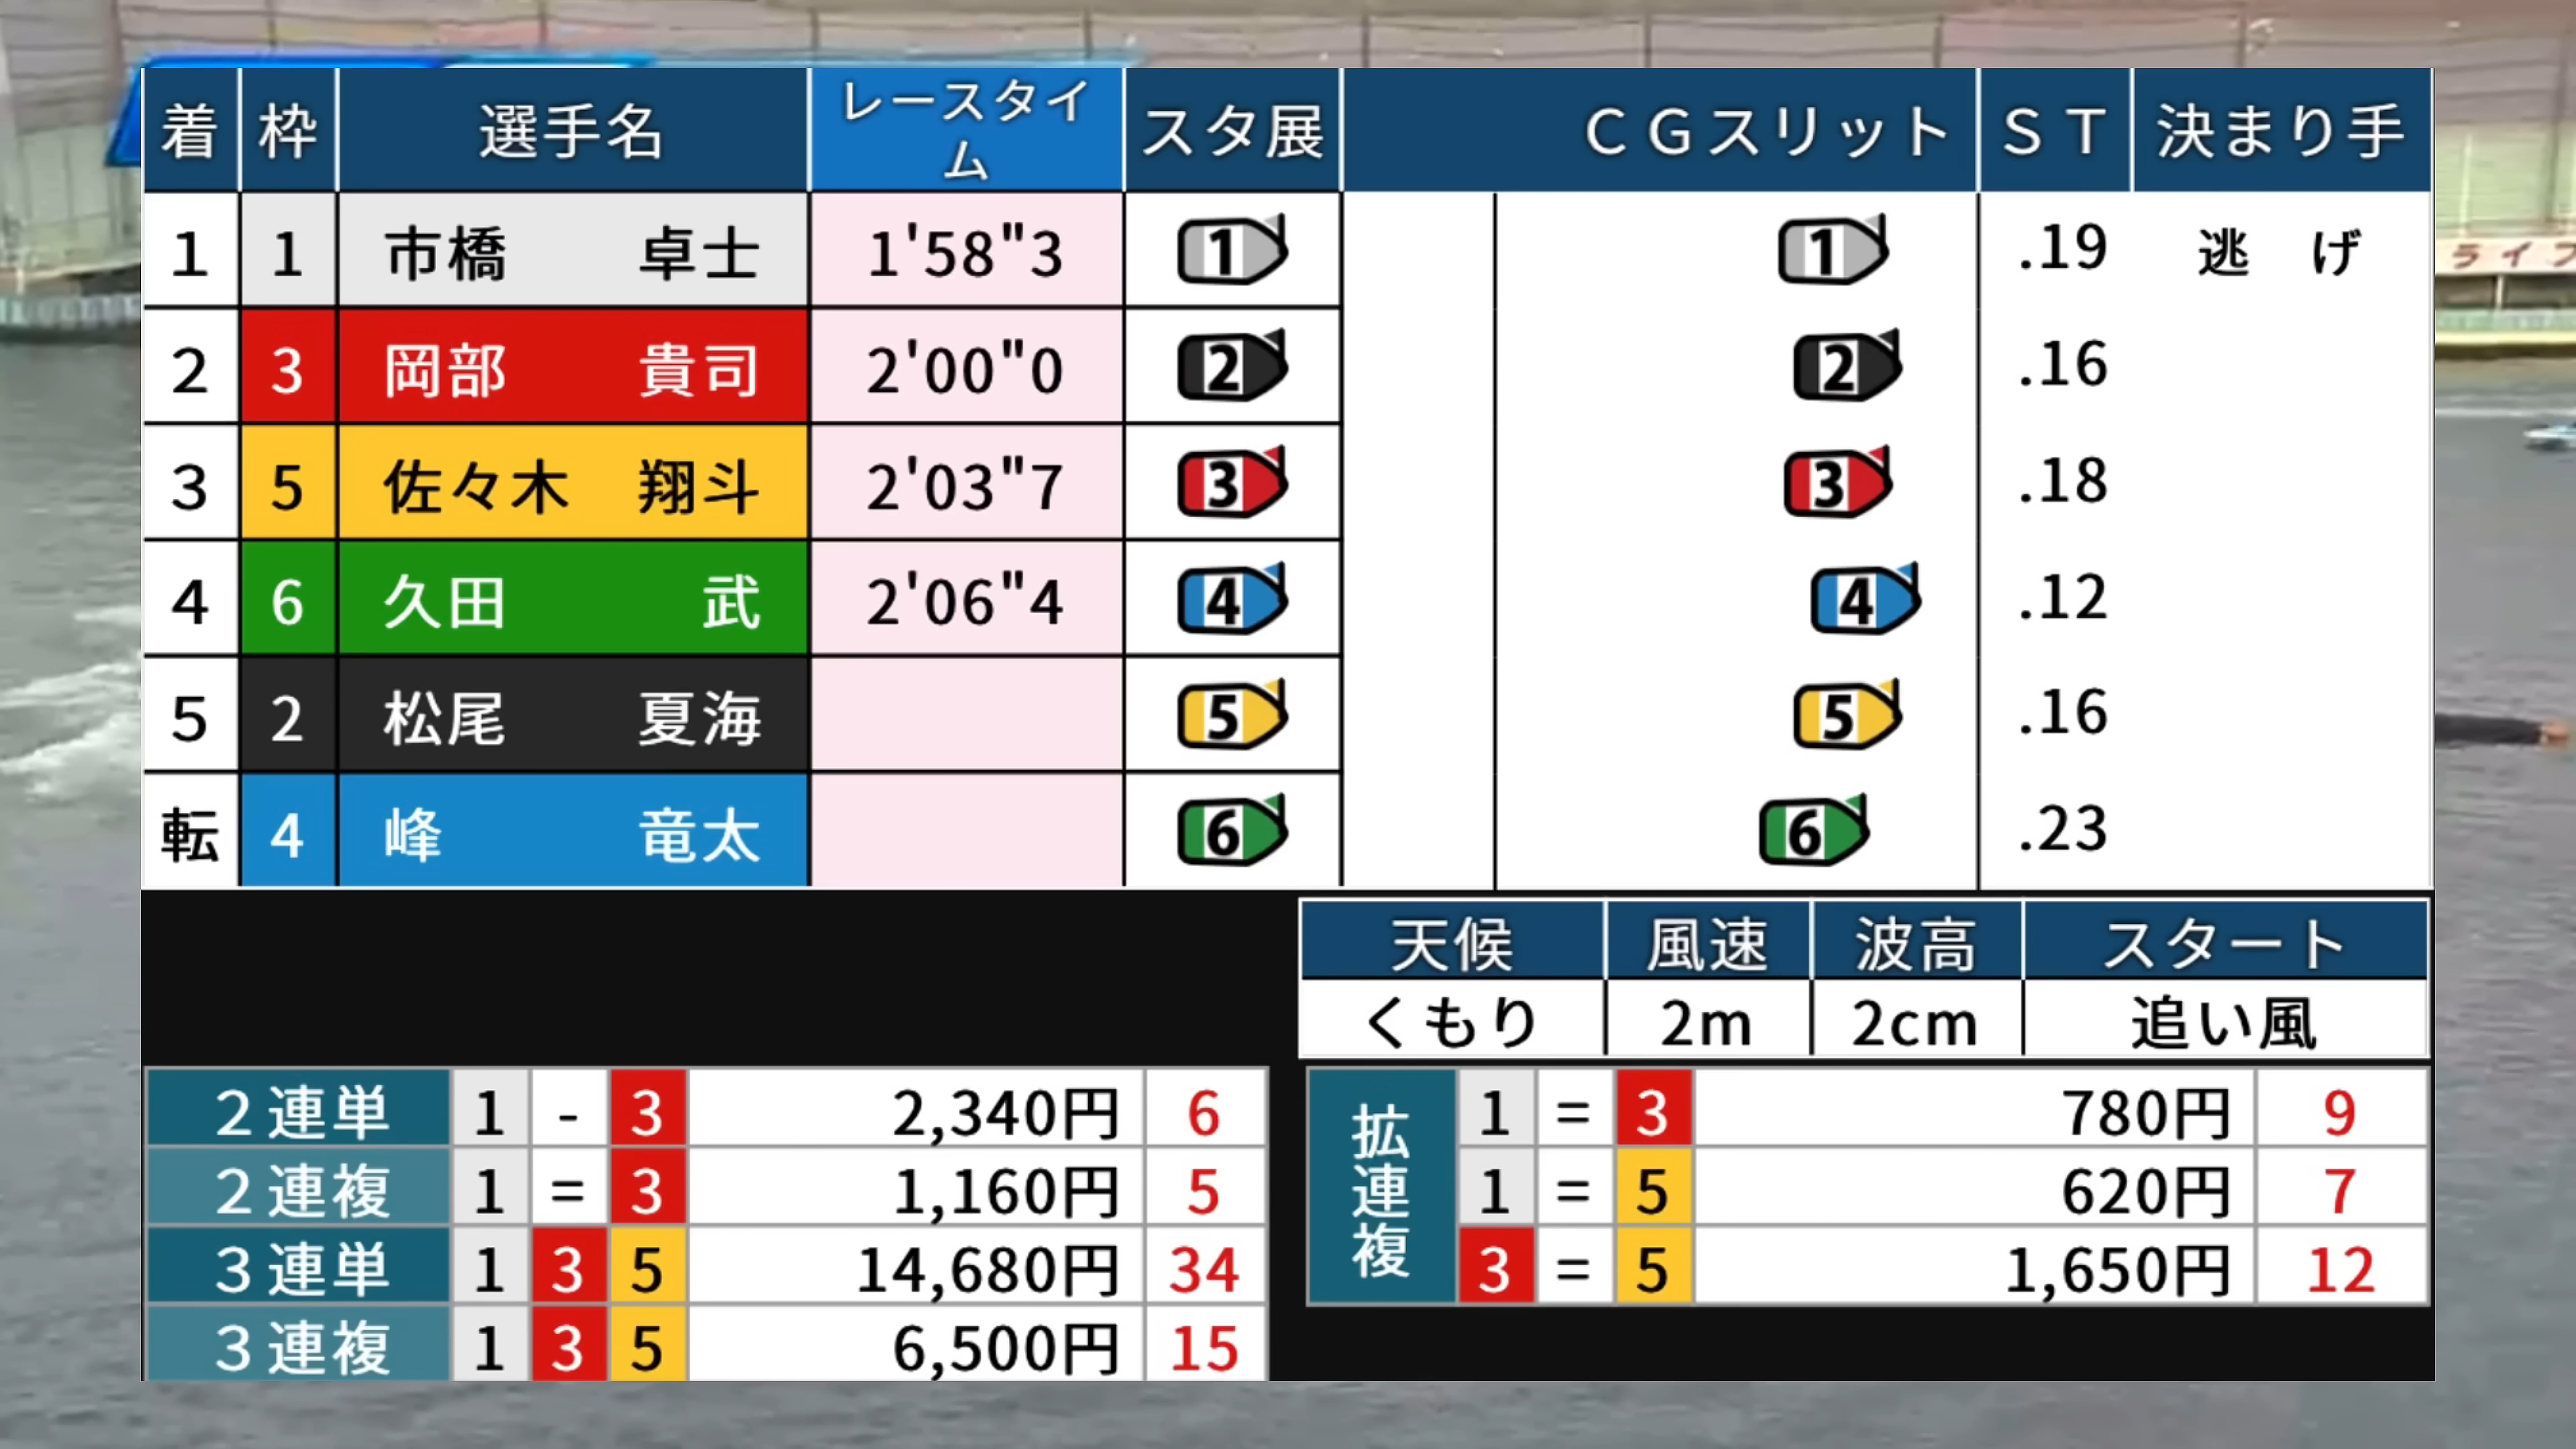 着 枠 選手名 レースタイム スタ展 ＣＧスリット ＳＴ 決まり手
1 1 市橋 卓士 1'58"3 1 1 .19 逃 げ
2 3 岡部 貴司 2'00"0 2 2 .16
3 5 佐々木 翔斗 2'03"7 3 3 .18
4 6 久田 武 2'06"4 4 4 .12
5 2 松尾 夏海 5 5 .16
転 4 峰 竜太 6 6 .23
天候 風速 波高 スタート
くもり 2m 2cm 追い風
２連単 1 - 3 2,340円 6
２連複 1 = 3 1,160円 5
３連単 1 3 5 14,680円 34
３連複 1 3 5 6,500円 15
拡連複
1 = 3 780円 9
1 = 5 620円 7
3 = 5 1,650円 12
ライブ